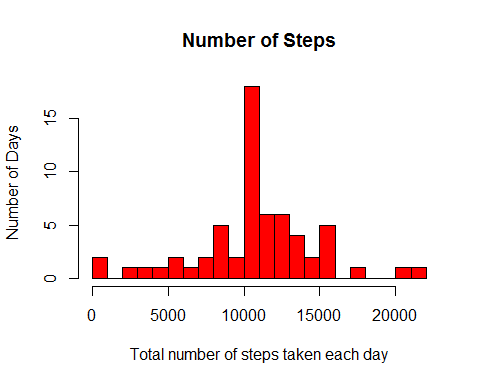 Number of Steps
Number of Days
15
10
5
0
0 5000 10000 15000 20000
Total number of steps taken each day